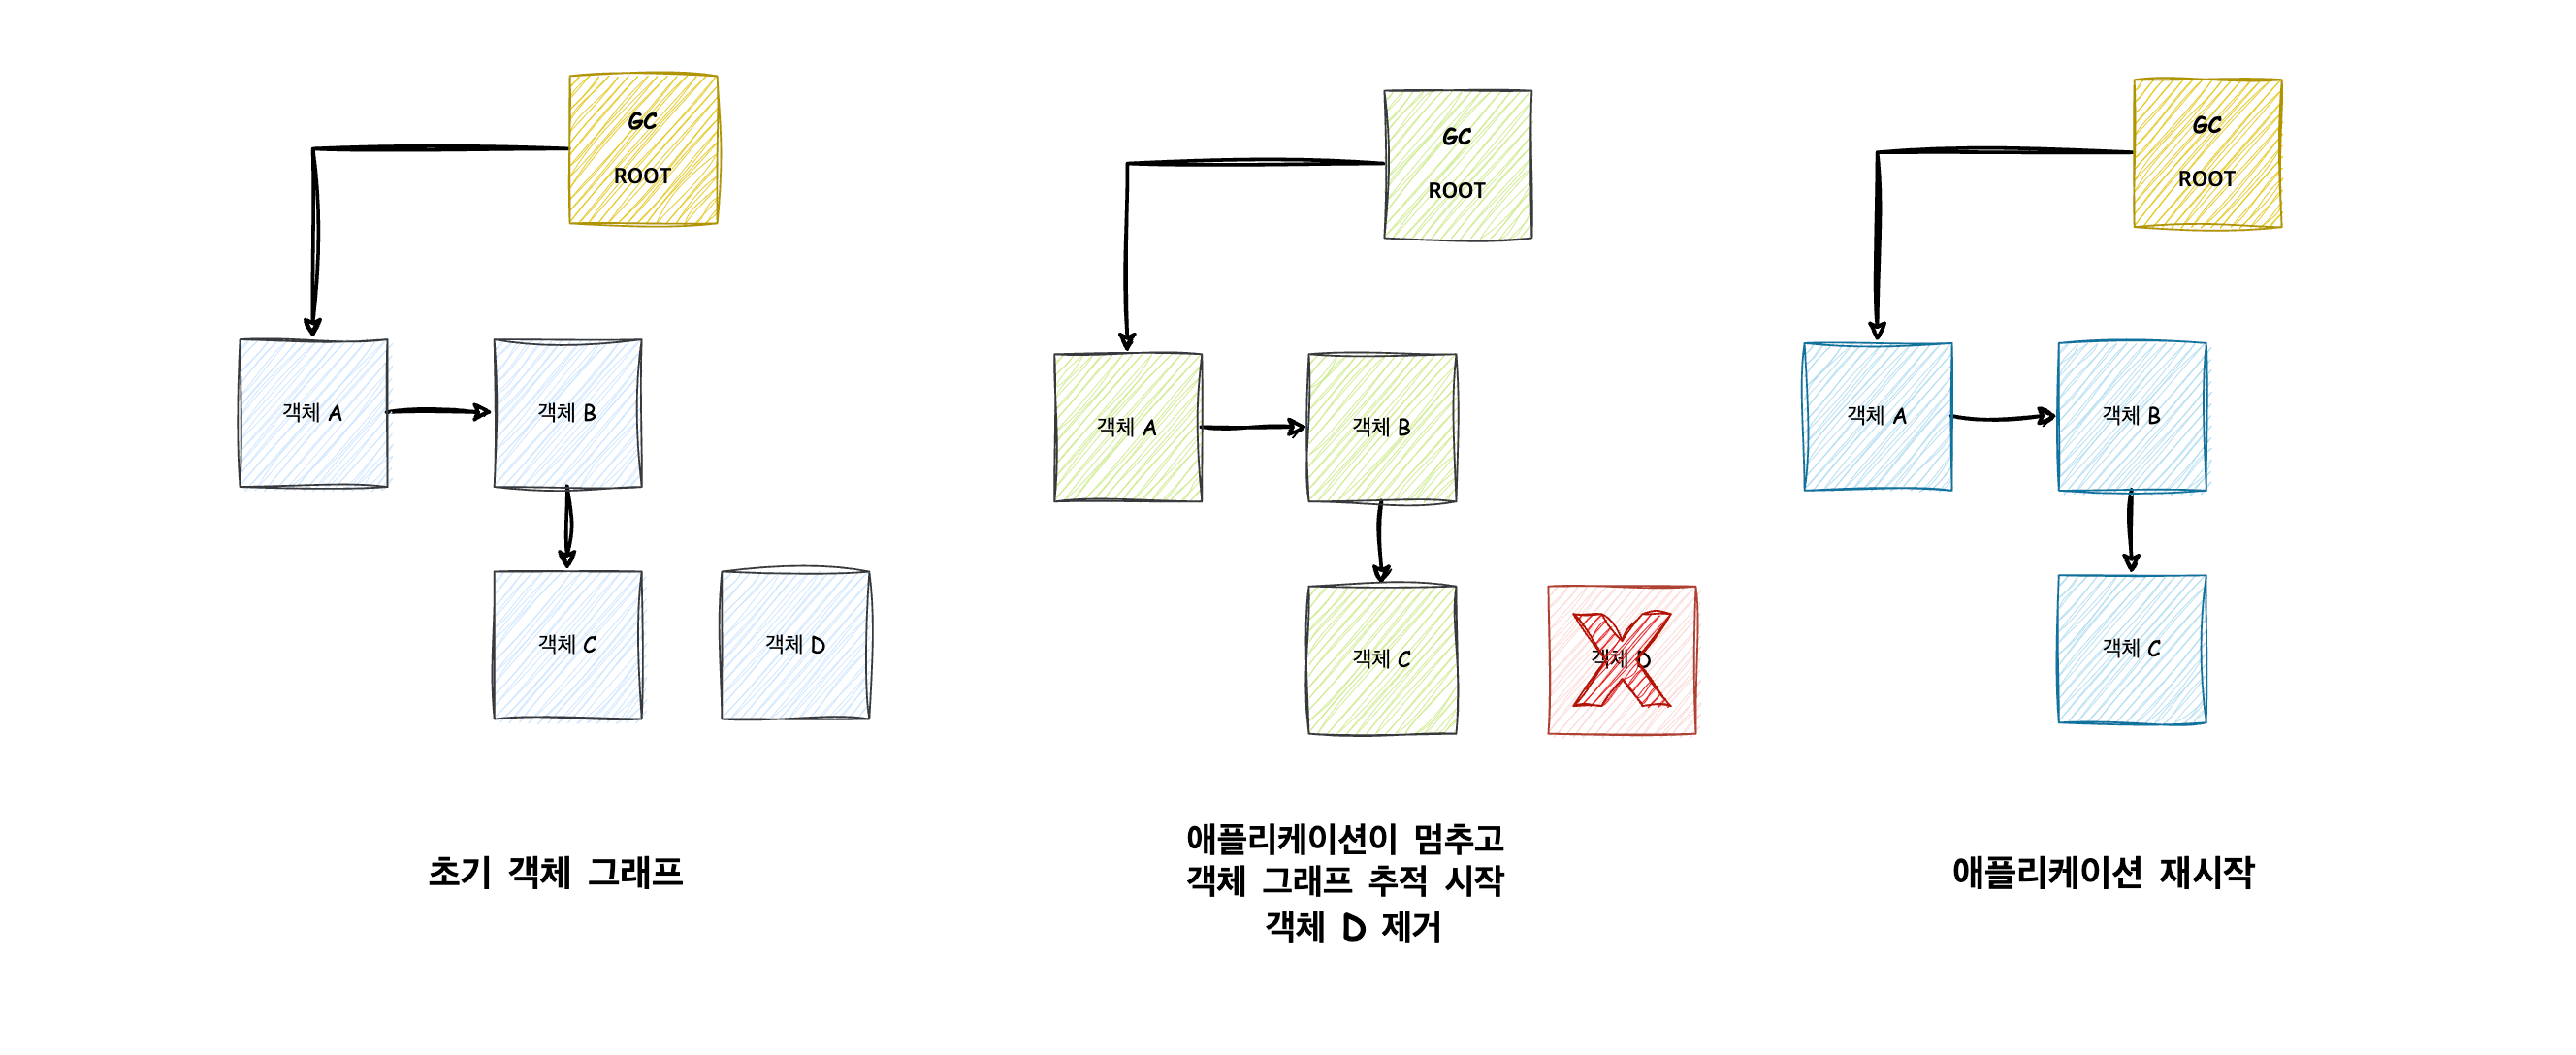 GC
ROOT
객체 A
객체 B
객체 C
객체 D
초기 객체 그래프
GC
ROOT
객체 A
객체 B
객체 C
객체 D
애플리케이션이 멈추고
객체 그래프 추적 시작
객체 D 제거
GC
ROOT
객체 A
객체 B
객체 C
애플리케이션 재시작